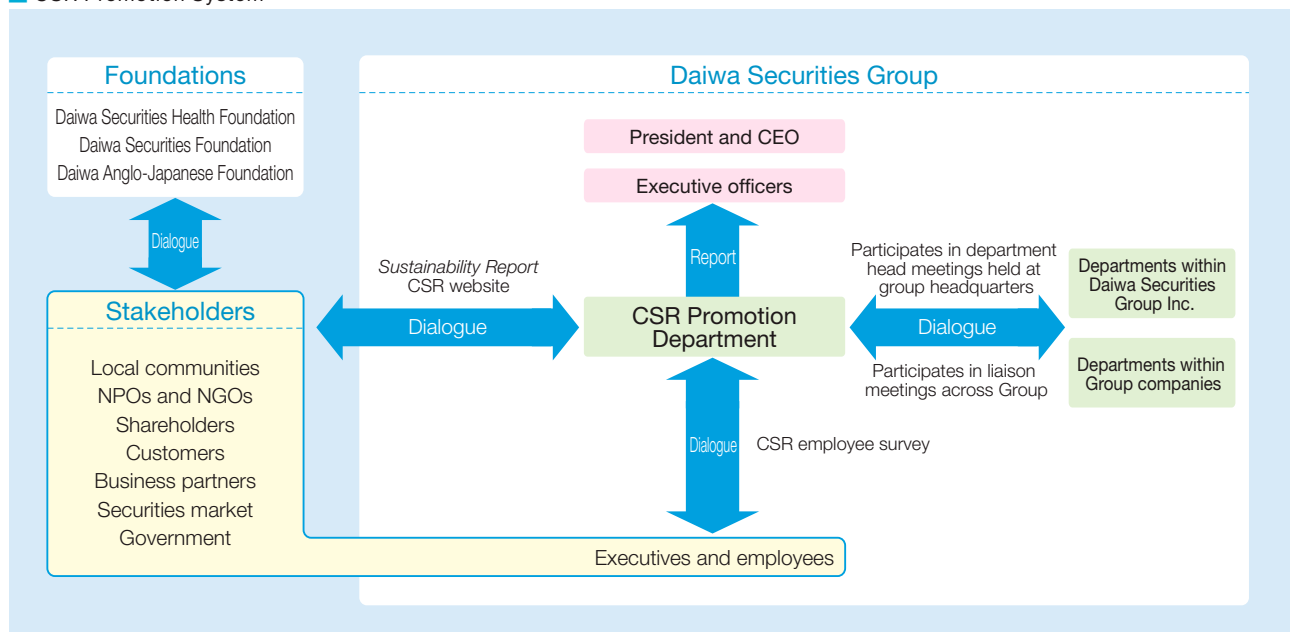 CSR Promotion System
Foundations
Daiwa Securities Health Foundation
Daiwa Securities Foundation
Daiwa Anglo-Japanese Foundation
Dialogue
Stakeholders
Local communities
NPOs and NGOs
Shareholders
Customers
Business partners
Securities market
Government
Daiwa Securities Group
President and CEO
Executive officers
Report
Sustainability Report
CSR website
Dialogue
CSR Promotion
Department
Participates in department
head meetings held at
group headquarters
Dialogue
Participates in liaison
meetings across Group
Departments within
Daiwa Securities
Group Inc.
Departments within
Group companies
Dialogue
CSR employee survey
Executives and employees